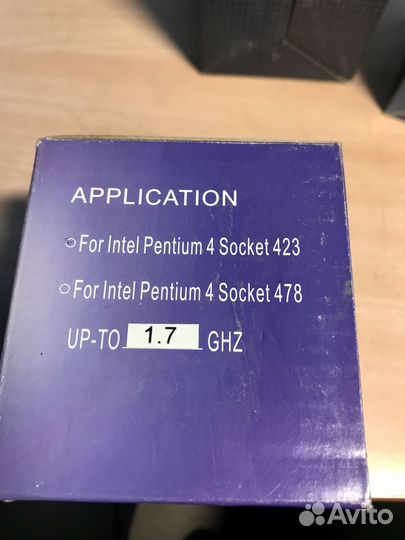 APPLICATION
For Intel Pentium 4 Socket 423
For Intel Pentium 4 Socket 478
UP-TO 1.7 GHZ
Avito